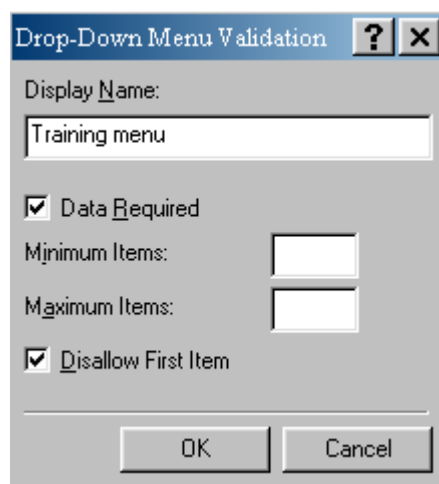 Drop-Down Menu Validation ? ×
Display Name:
Training menu
Data Required
Minimum Items:
Maximum Items:
Disallow First Item
OK Cancel